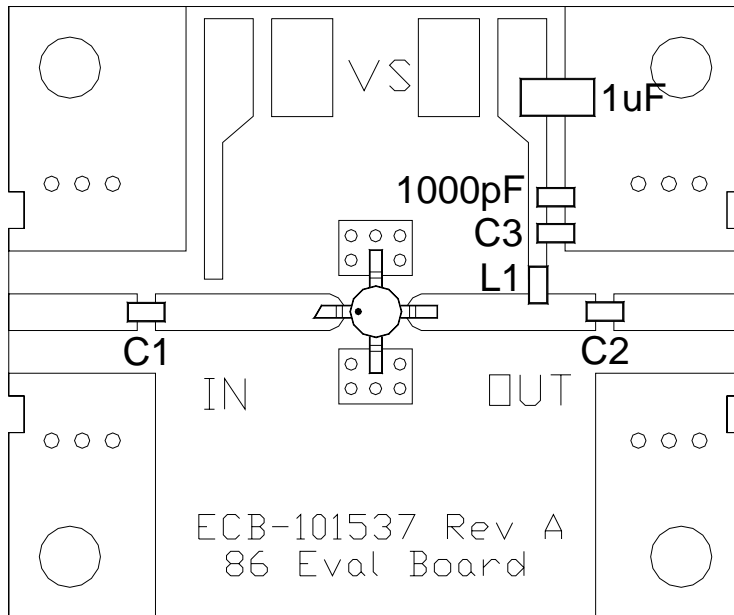 VS
1uF
1000pF
C3
L1
C1
C2
IN
OUT
ECB-101537 Rev A
86 Eval Board